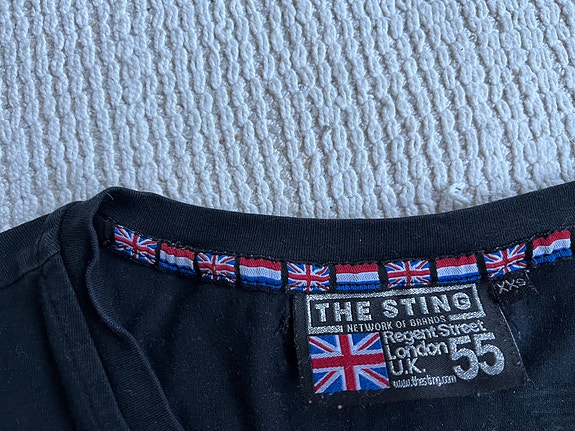 THE STING
NETWORK OF BRANDS
Regent Street
London
U.K.
55
www.thesting.com
XXS